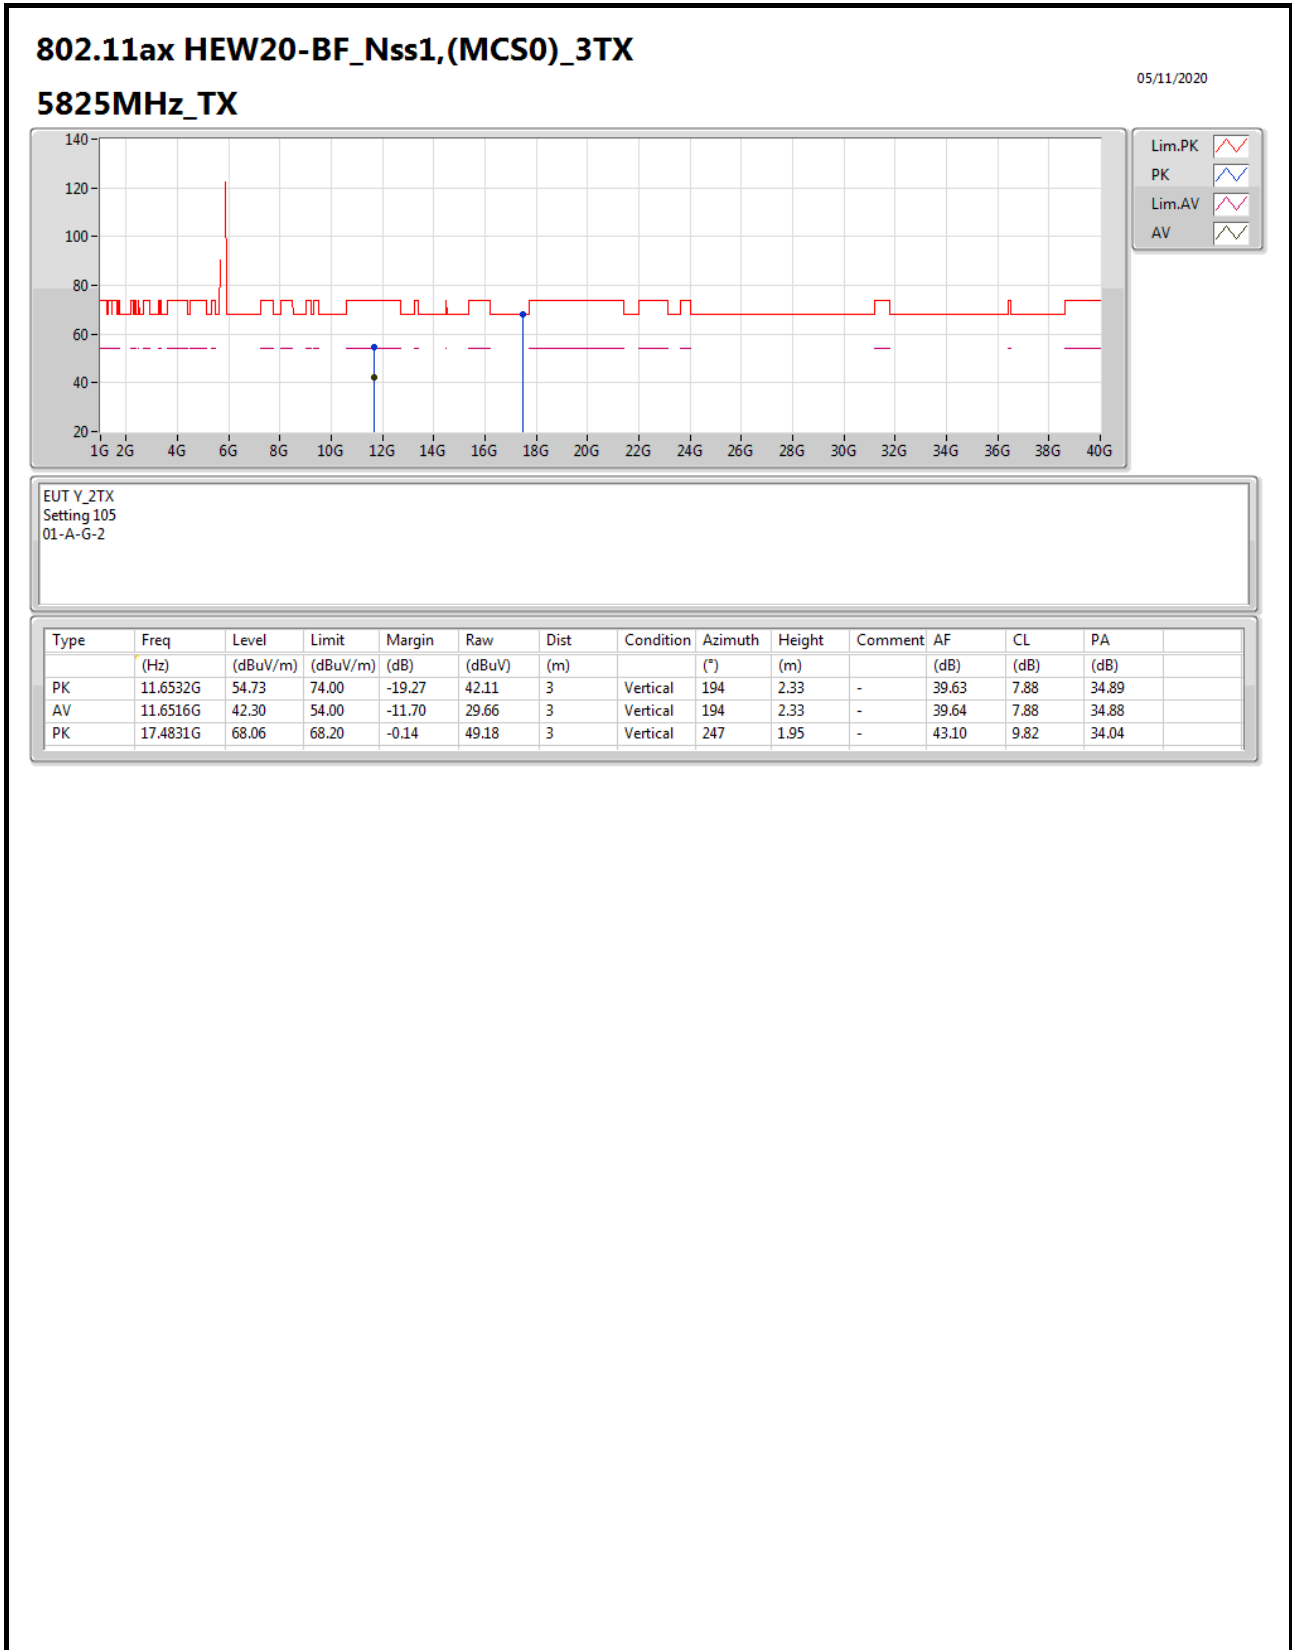 802.11ax HEW20-BF_Nss1,(MCS0)_3TX
05/11/2020
5825MHz_TX
140
120
100
80
60
40
20
1G 2G 4G 6G 8G 10G 12G 14G 16G 18G 20G 22G 24G 26G 28G 30G 32G 34G 36G 38G 40G
Lim.PK
PK
Lim.AV
AV
EUT Y_2TX
Setting 105
01-A-G-2
Type Freq Level Limit Margin Raw Dist Condition Azimuth Height Comment AF CL PA
(Hz) (dBuV/m) (dBuV/m) (dB) (dBuV) (m) (°) (m) (dB) (dB) (dB)
PK 11.6532G 54.73 74.00 -19.27 42.11 3 Vertical 194 2.33 - 39.63 7.88 34.89
AV 11.6516G 42.30 54.00 -11.70 29.66 3 Vertical 194 2.33 - 39.64 7.88 34.88
PK 17.4831G 68.06 68.20 -0.14 49.18 3 Vertical 247 1.95 - 43.10 9.82 34.04